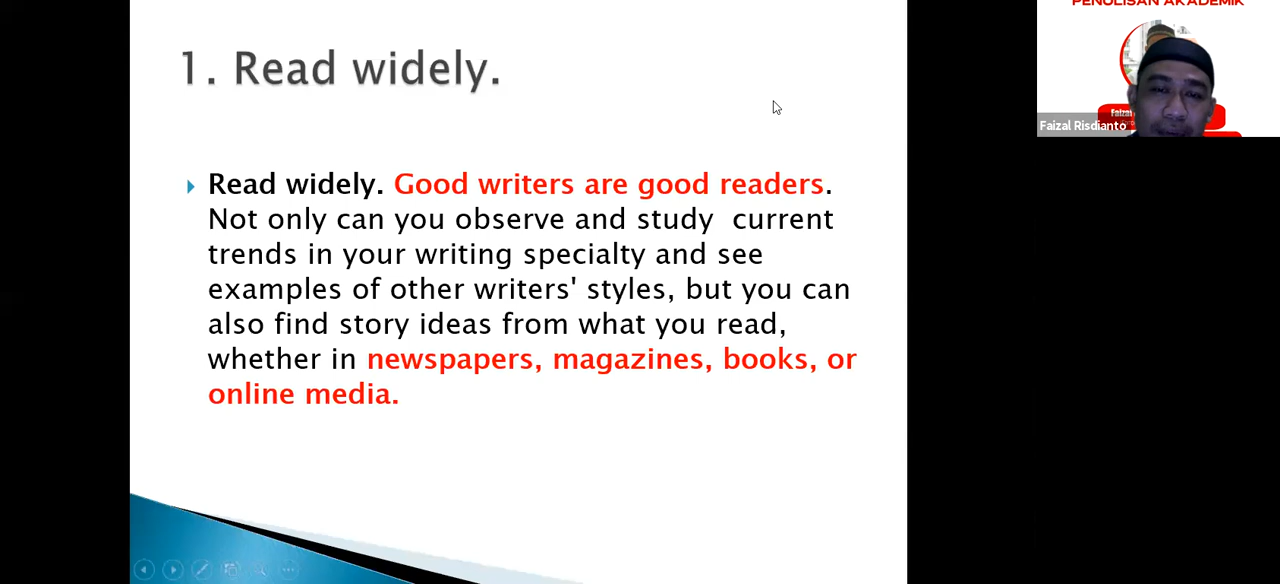 1. Read widely.
Read widely. Good writers are good readers.
Not only can you observe and study current
trends in your writing specialty and see
examples of other writers' styles, but you can
also find story ideas from what you read,
whether in newspapers, magazines, books, or
online media.
PENULISAN AKADEMIK
Faizal
Faizal Risdianto